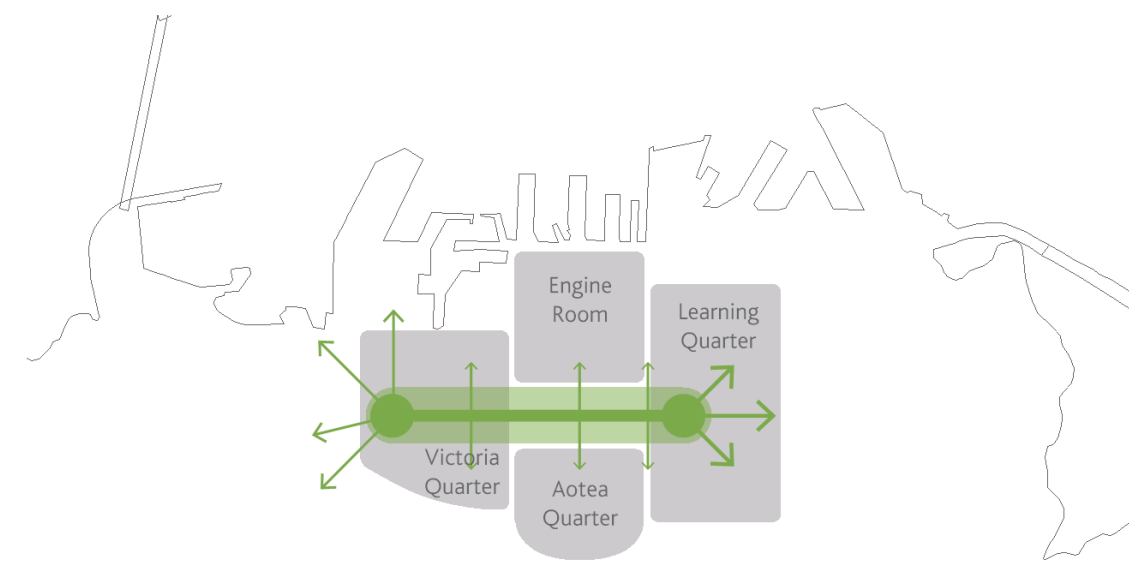 Engine
Room
Learning
Quarter
Victoria
Quarter
Aotea
Quarter